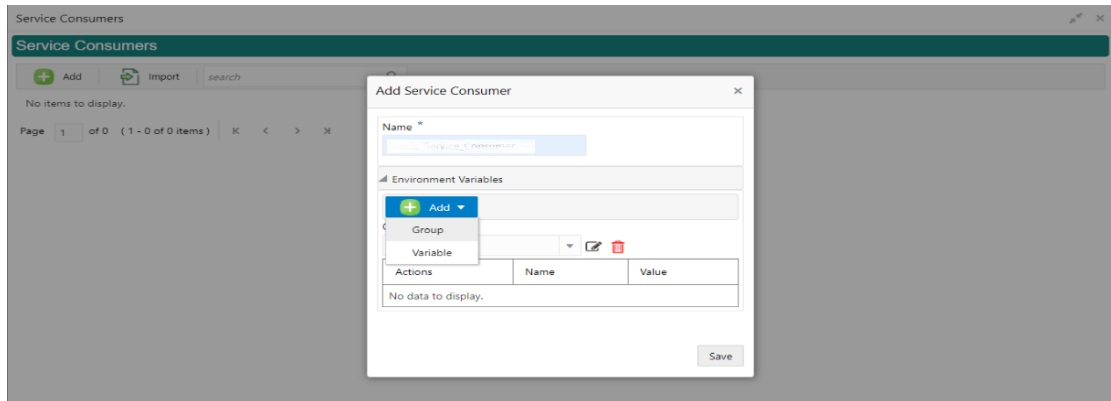 Service Consumers
Service Consumers
Add Import search
No items to display.
Page 1 of 0 (1 - 0 of 0 items)
Add Service Consumer
Name *
Service_Consumer
Environment Variables
Add
Group
Variable
Actions Name Value
No data to display.
Save